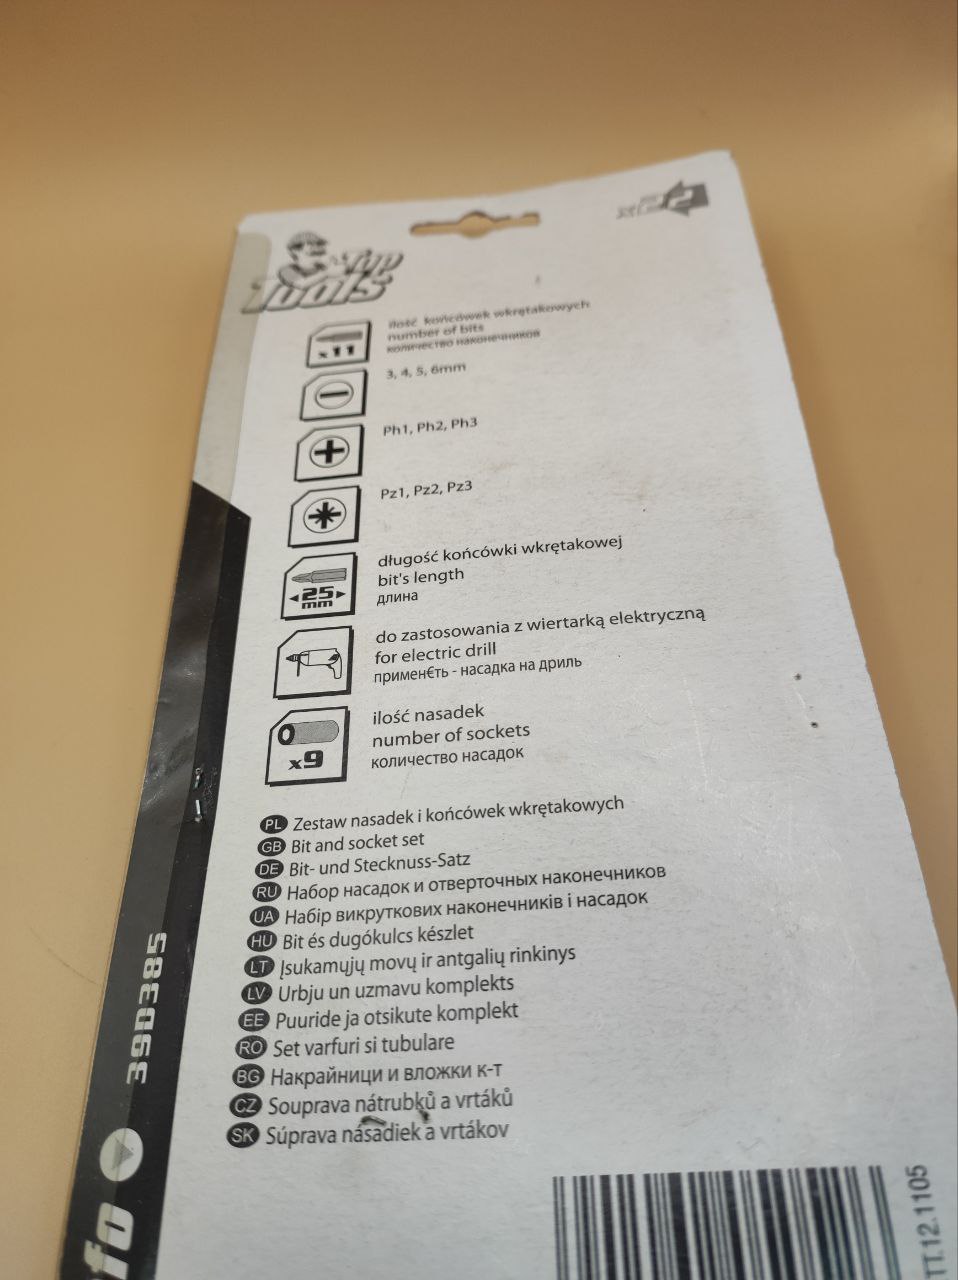 Top
Tools
x11
ilość końcówek wkrętakowych
number of bits
количество наконечников
3, 4, 5, 6mm
Ph1, Ph2, Ph3
Pz1, Pz2, Pz3
25
mm
długość końcówki wkrętakowej
bit's length
длина
do zastosowania z wiertarką elektryczną
for electric drill
примен€ть - насадка на дриль
x9
ilość nasadek
number of sockets
количество насадок
PL Zestaw nasadek i końcówek wkrętakowych
GB Bit and socket set
DE Bit- und Stecknuss-Satz
RU Набор насадок и отверточных наконечников
UA Набір викруткових наконечників і насадок
HU Bit és dugókulcs készlet
LT Įsukamųjų movų ir antgalių rinkinys
LV Urbju un uzmavu komplekts
EE Puuride ja otsikute komplekt
RO Set varfuri si tubulare
BG Накрайници и вложки к-т
CZ Souprava nátrubků a vrtáků
SK Súprava násadiek a vrtákov
39D385
TT.12.1105